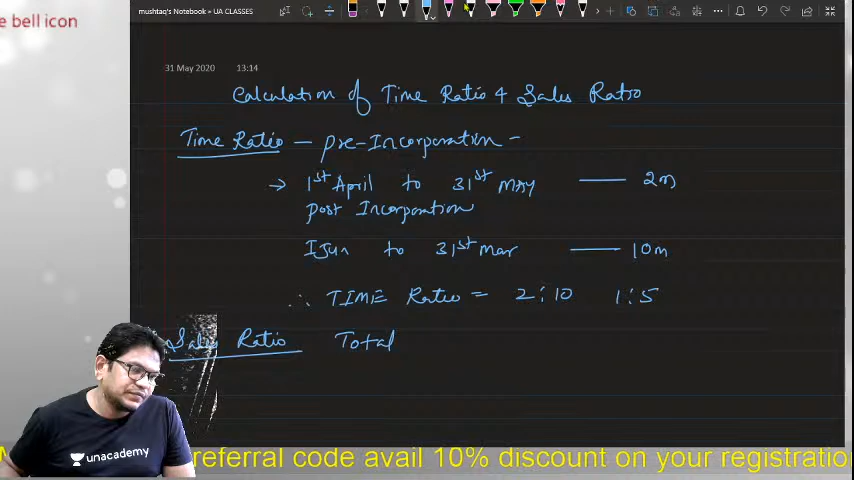 e bell icon
mushtaq's Notebook » UA CLASSES
31 May 2020 13:14
Calculation of Time Ratio & Sales Ratio
Time Ratio — Pre-Incorporation -
→ 1st April to 31st May — 2m
post Incorporation
1 Jun to 31st Mar — 10m
∴ TIME Ratio = 2:10 1:5
Sales Ratio Total
unacademy
referral code avail 10% discount on your registratio